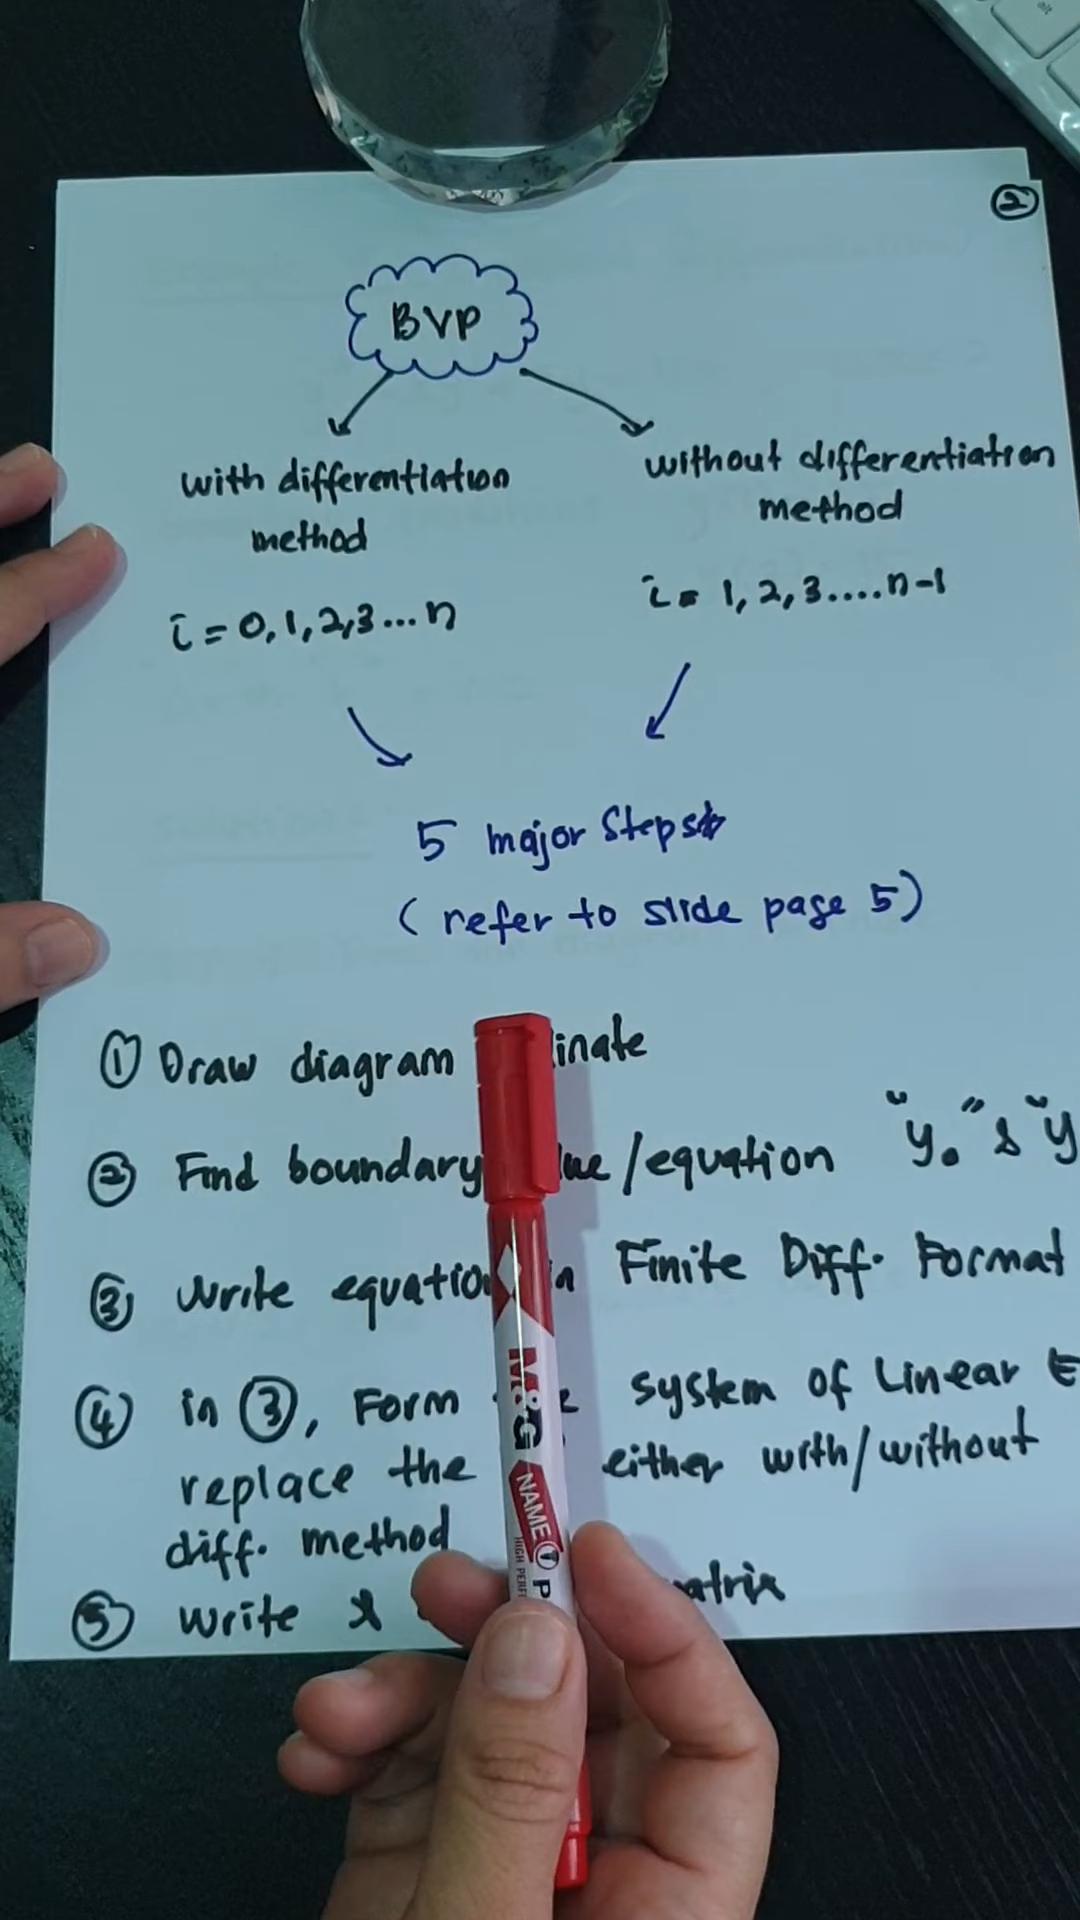 2
BVP
with differentiation
method
without differentiation
method
i = 0, 1, 2, 3 ... n
i = 1, 2, 3 .... n-1
5 major steps
(refer to slide page 5)
① Draw diagram
② Find boundary /equation "y₀" & "y
③ Write in Finite Diff. Format
④ in ③, Form system of Linear
replace the either with/without
diff. method
⑤ write &
M&G
NAME
P